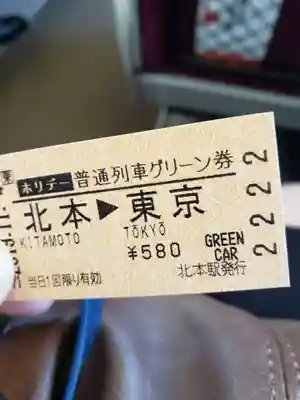 ホリデー 普通列車グリーン券
北本▶東京
KITAMOTO TŌKYŌ
¥580 GREEN CAR
当日1回限り有効 北本駅発行
2222